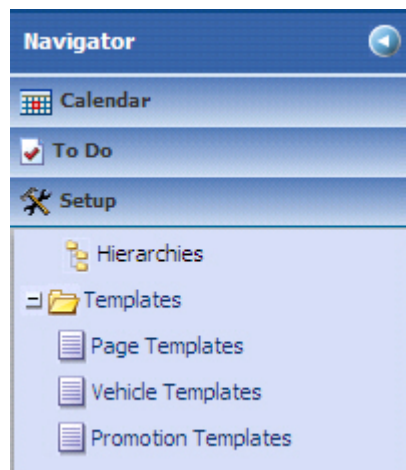 Navigator
Calendar
To Do
Setup
Hierarchies
Templates
Page Templates
Vehicle Templates
Promotion Templates